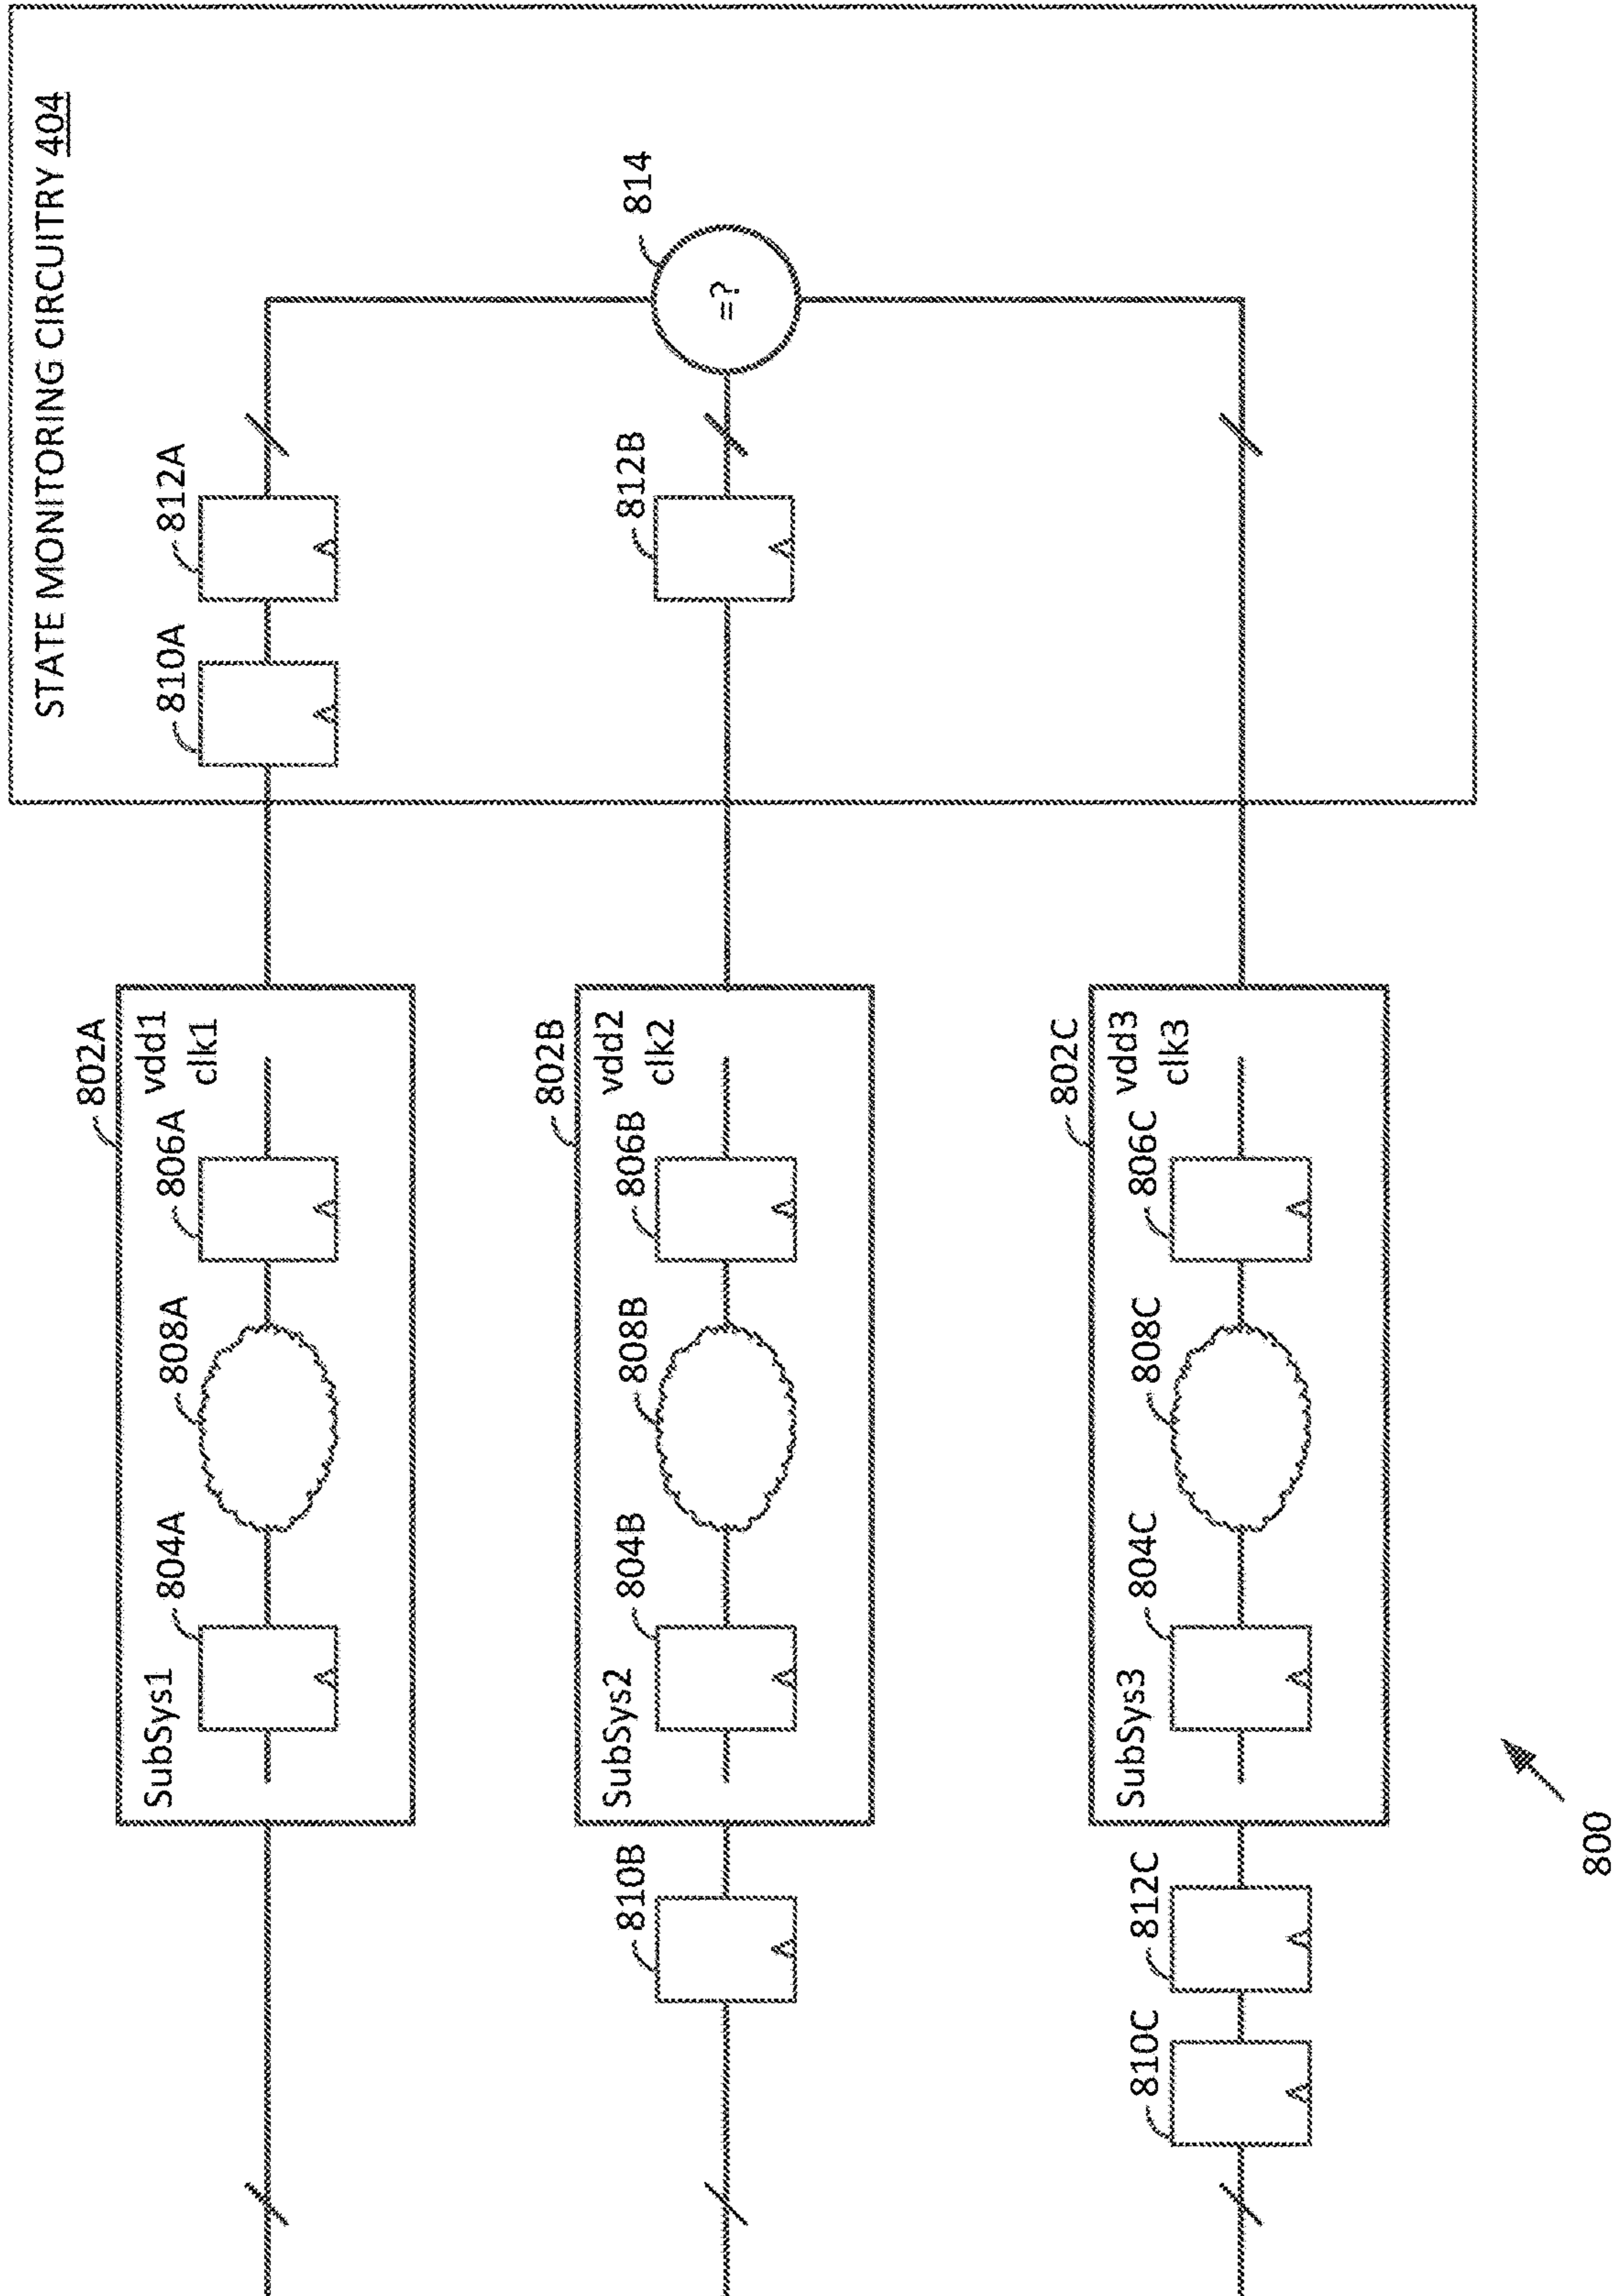 STATE MONITORING CIRCUITRY 404
802A
SubSys1
804A
808A
806A
vdd1
clk1
810A
812A
810B
802B
SubSys2
804B
808B
806B
vdd2
clk2
812B
814
=?
810C
812C
802C
SubSys3
804C
808C
806C
vdd3
clk3
800